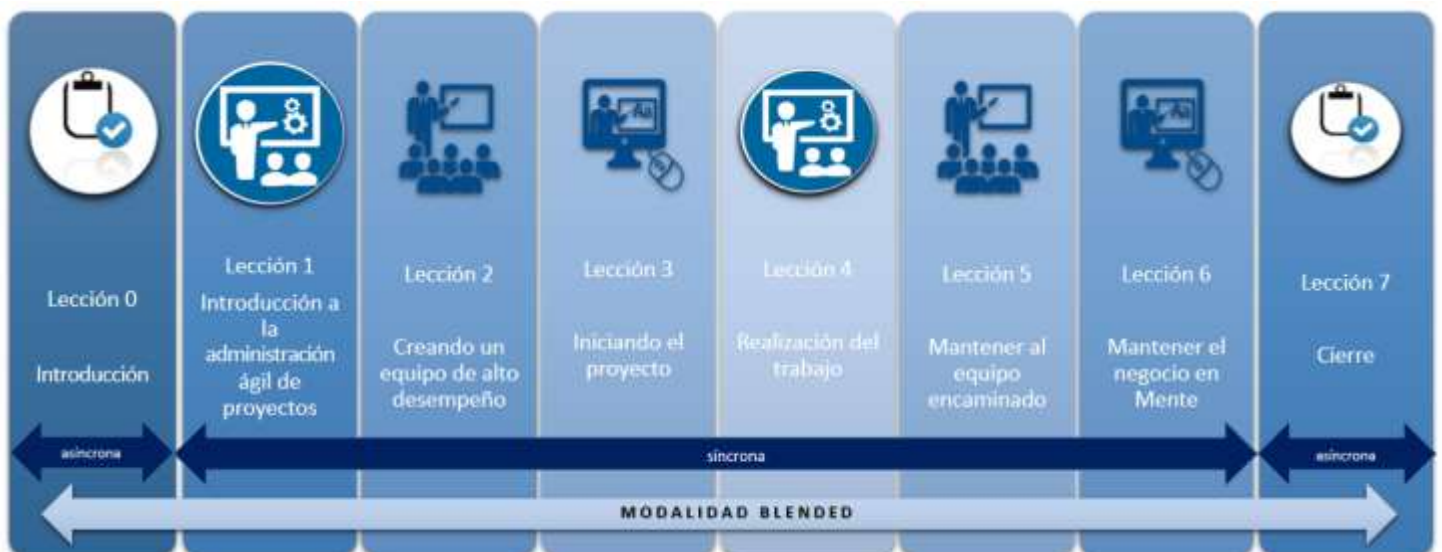 Lección 0
Introducción
Lección 1
Introducción a
la
administración
ágil de
proyectos
Lección 2
Creando un
equipo de alto
desempeño
Aa
Lección 3
Iniciando el
proyecto
Lección 4
Realización del
trabajo
Lección 5
Mantener al
equipo
encaminado
Aa
Lección 6
Mantener el
negocio en
Mente
Lección 7
Cierre
asíncrona
síncrona
asíncrona
MODALIDAD BLENDED